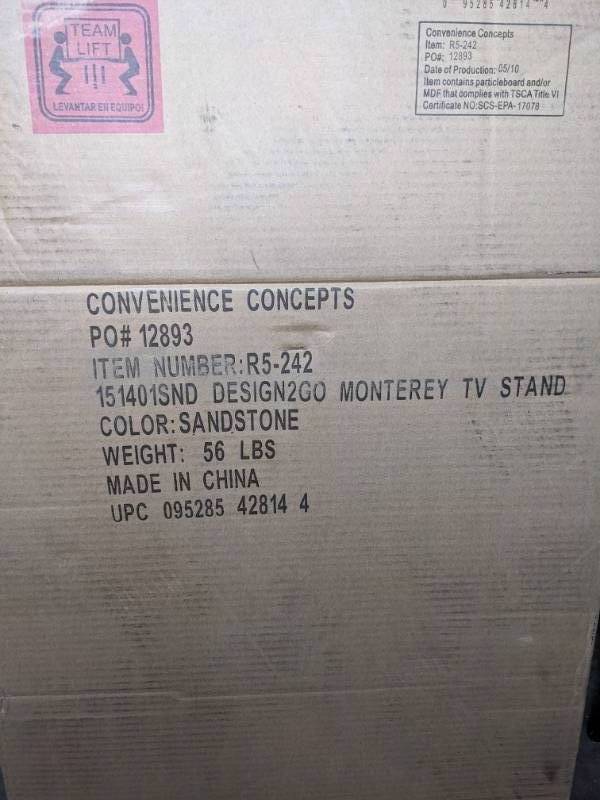 TEAM
LIFT
!!!
LEVANTAR EN EQUIPO!
0 95285 42814 4
Convenience Concepts
Item: R5-242
PO#: 12893
Date of Production: 05/10
Item contains particleboard and/or
MDF that complies with TSCA Title VI
Certificate NO:SCS-EPA-17078
CONVENIENCE CONCEPTS
PO# 12893
ITEM NUMBER:R5-242
151401SND DESIGN2GO MONTEREY TV STAND
COLOR:SANDSTONE
WEIGHT: 56 LBS
MADE IN CHINA
UPC 095285 42814 4